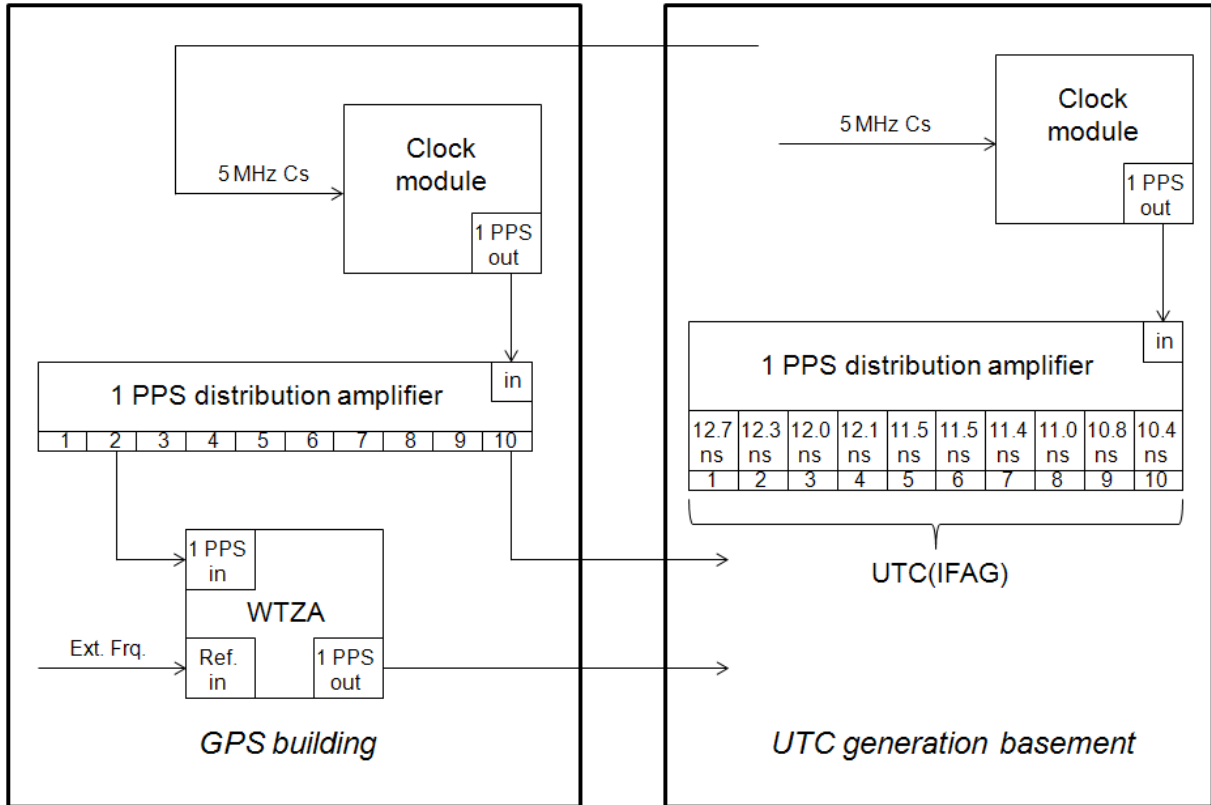 Clock
module
5 MHz Cs
1 PPS
out
in
1 PPS distribution amplifier
1 2 3 4 5 6 7 8 9 10
1 PPS
in
WTZA
Ext. Frq.
Ref.
in
1 PPS
out
GPS building
Clock
module
5 MHz Cs
1 PPS
out
in
1 PPS distribution amplifier
12.7 12.3 12.0 12.1 11.5 11.5 11.4 11.0 10.8 10.4
ns ns ns ns ns ns ns ns ns ns
1 2 3 4 5 6 7 8 9 10
UTC(IFAG)
UTC generation basement